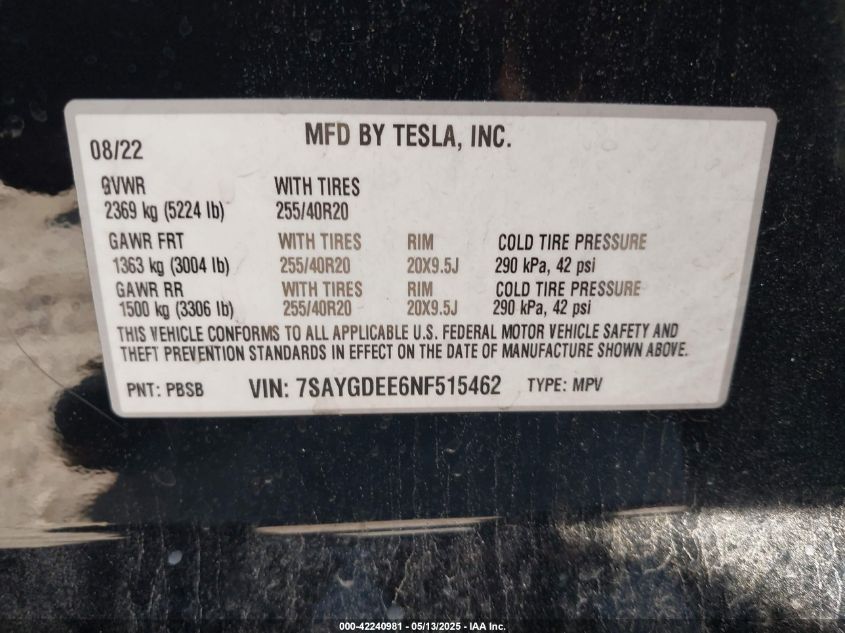 MFD BY TESLA, INC.
08/22
GVWR WITH TIRES
2369 kg (5224 lb) 255/40R20
GAWR FRT WITH TIRES RIM COLD TIRE PRESSURE
1363 kg (3004 lb) 255/40R20 20X9.5J 290 kPa, 42 psi
GAWR RR WITH TIRES RIM COLD TIRE PRESSURE
1500 kg (3306 lb) 255/40R20 20X9.5J 290 kPa, 42 psi
THIS VEHICLE CONFORMS TO ALL APPLICABLE U.S. FEDERAL MOTOR VEHICLE SAFETY AND
THEFT PREVENTION STANDARDS IN EFFECT ON THE DATE OF MANUFACTURE SHOWN ABOVE.
PNT: PBSB VIN: 7SAYGDEE6NF515462 TYPE: MPV
000-42240981 - 05/13/2025 - IAA Inc.